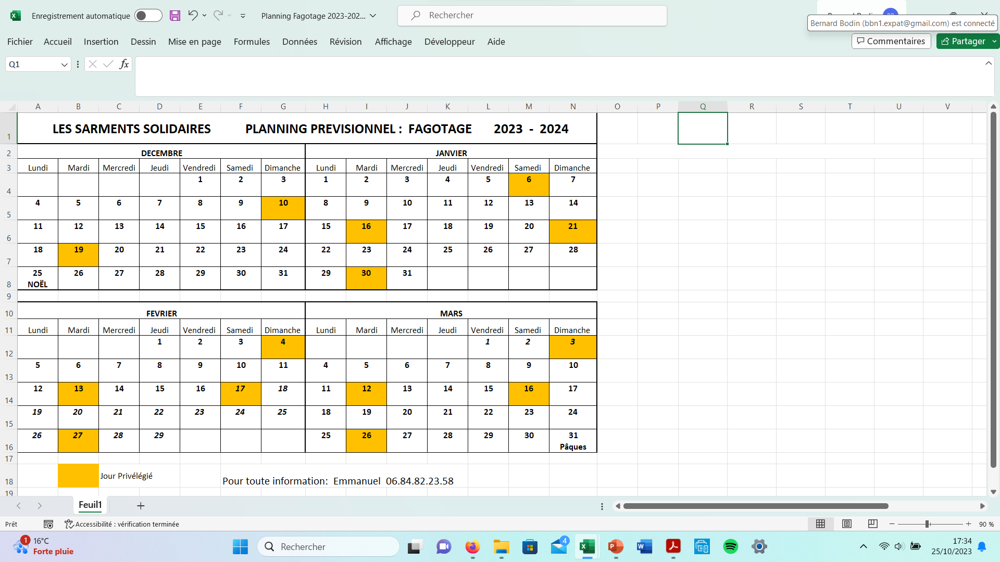 Enregistrement automatique
Planning Fagotage 2023-202...
Rechercher
Bernard Bodin (bbn1.expat@gmail.com) est connecté
Fichier Accueil Insertion Dessin Mise en page Formules Données Révision Affichage Développeur Aide
Commentaires Partager
Q1
fx
A B C D E F G H I J K L M N O P Q R S T U V
1 LES SARMENTS SOLIDAIRES PLANNING PREVISIONNEL : FAGOTAGE 2023 - 2024
2 DECEMBRE JANVIER
3 Lundi Mardi Mercredi Jeudi Vendredi Samedi Dimanche Lundi Mardi Mercredi Jeudi Vendredi Samedi Dimanche
4 1 2 3 1 2 3 4 5 6 7
5 4 5 6 7 8 9 10 8 9 10 11 12 13 14
6 11 12 13 14 15 16 17 15 16 17 18 19 20 21
7 18 19 20 21 22 23 24 22 23 24 25 26 27 28
25 26 27 28 29 30 31 29 30 31
8 NOËL
9
10 FEVRIER MARS
11 Lundi Mardi Mercredi Jeudi Vendredi Samedi Dimanche Lundi Mardi Mercredi Jeudi Vendredi Samedi Dimanche
12 1 2 3 4 1 2 3
13 5 6 7 8 9 10 11 4 5 6 7 8 9 10
14 12 13 14 15 16 17 18 11 12 13 14 15 16 17
15 19 20 21 22 23 24 25 18 19 20 21 22 23 24
26 27 28 29 25 26 27 28 29 30 31
16 Pâques
17
18 Jour Privélégié Pour toute information: Emmanuel 06.84.82.23.58
19
Feuil1
Prêt Accessibilité : vérification terminée 90 %
1 16°C
Forte pluie
Rechercher
4
17:34
25/10/2023